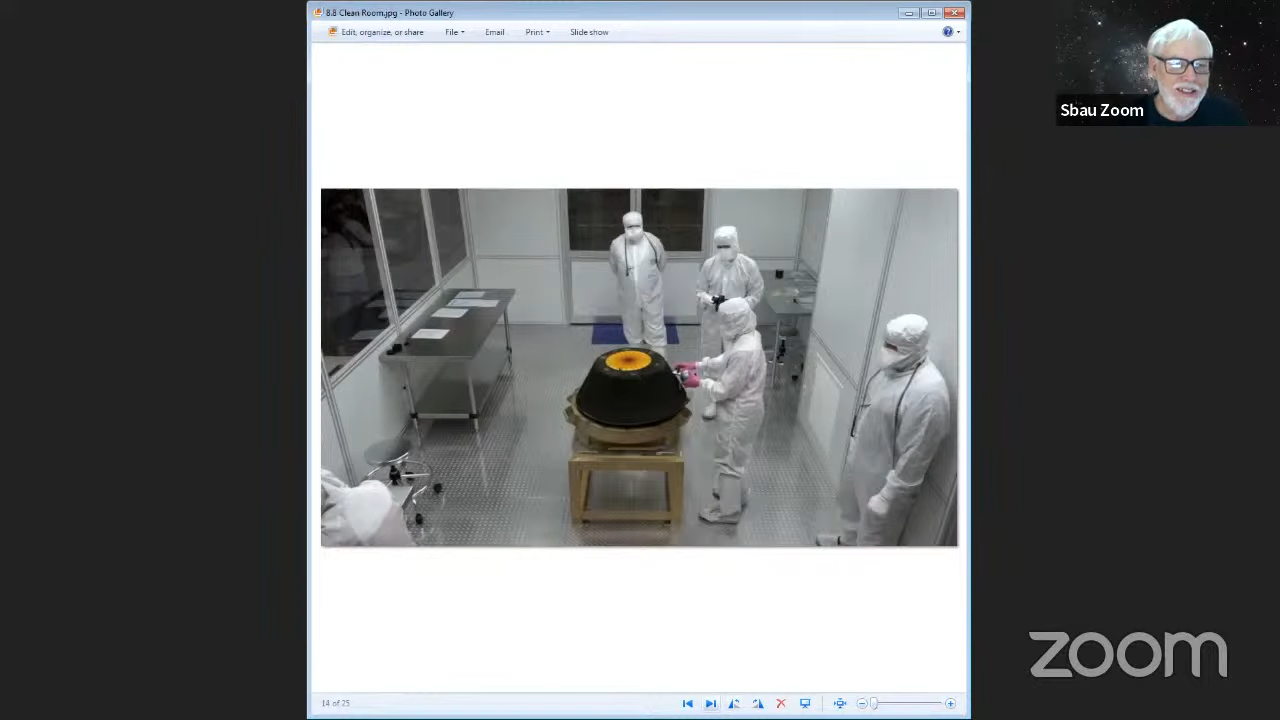 8.8 Clean Room.jpg - Photo Gallery
Edit, organize, or share File Email Print Slide show
Sbau Zoom
zoom
14 of 25